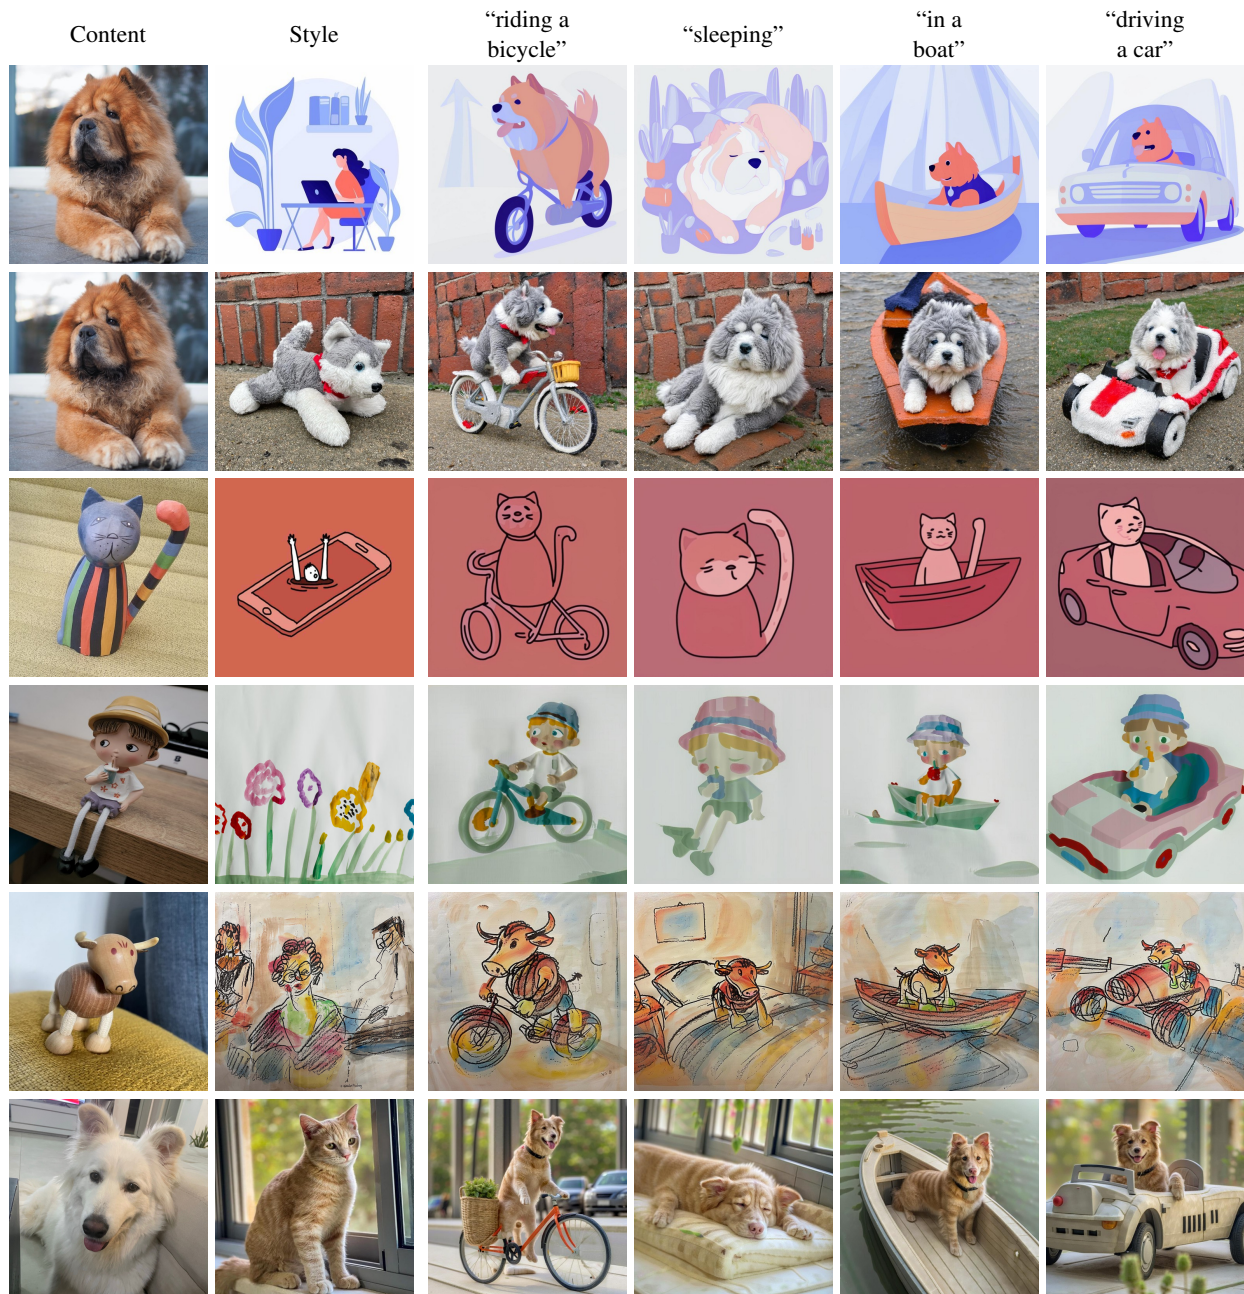 Content
Style
“riding a
bicycle”
“sleeping”
“in a
boat”
“driving
a car”